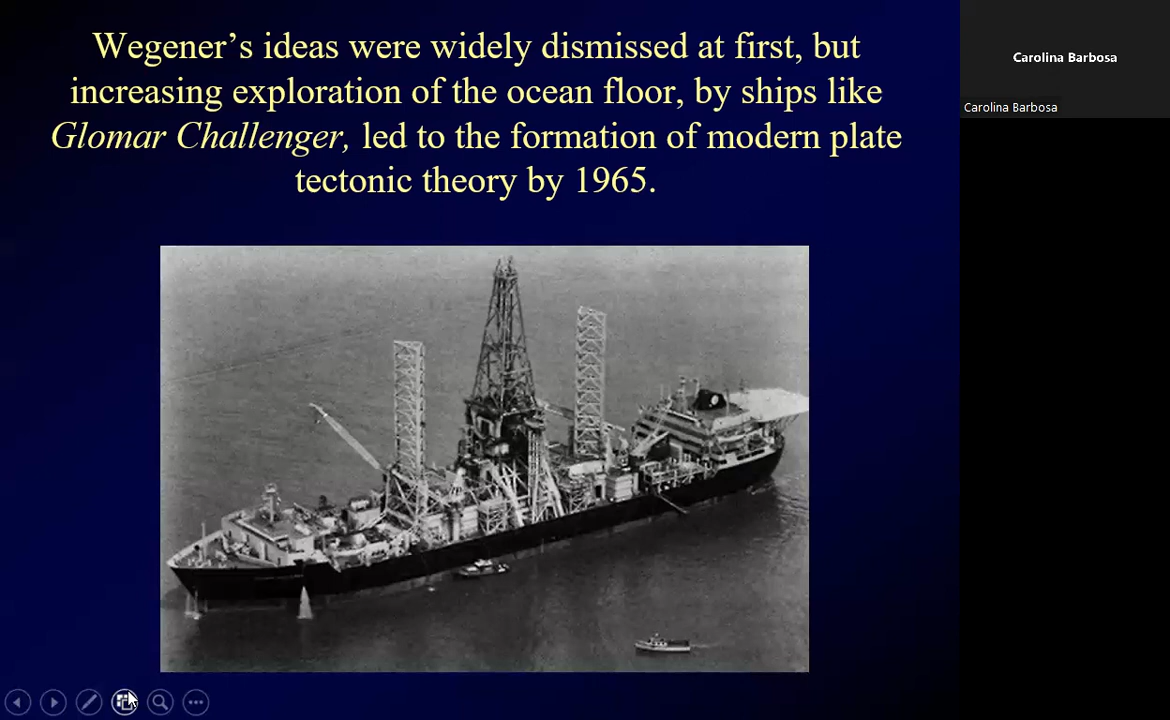 Wegener’s ideas were widely dismissed at first, but
increasing exploration of the ocean floor, by ships like
Glomar Challenger, led to the formation of modern plate
tectonic theory by 1965.
Carolina Barbosa
Carolina Barbosa